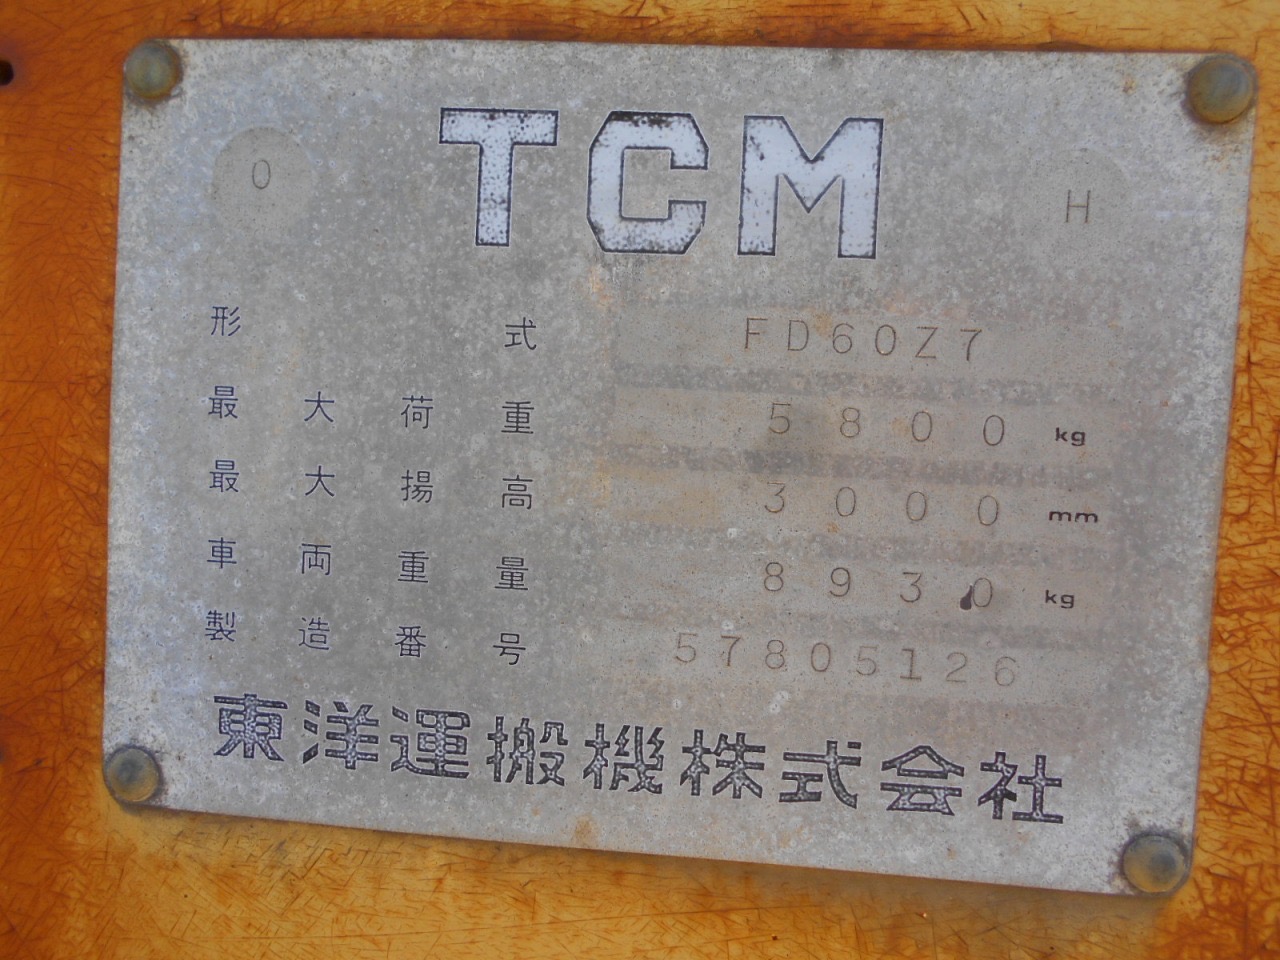 TCM
O H
形式 FD60Z7
最大荷重 5800 kg
最大揚高 3000 mm
車両重量 8930 kg
製造番号 57805126
東洋運搬機株式会社